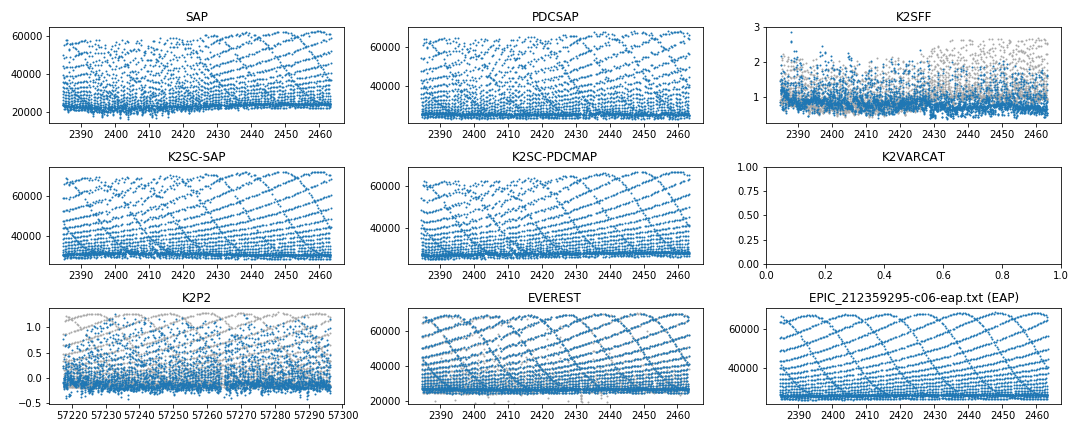 SAP
60000
40000
20000
2390 2400 2410 2420 2430 2440 2450 2460
PDCSAP
60000
40000
2390 2400 2410 2420 2430 2440 2450 2460
K2SFF
3
2
1
2390 2400 2410 2420 2430 2440 2450 2460
K2SC-SAP
60000
40000
2390 2400 2410 2420 2430 2440 2450 2460
K2SC-PDCMAP
60000
40000
2390 2400 2410 2420 2430 2440 2450 2460
K2VARCAT
1.00
0.75
0.50
0.25
0.00
0.0 0.2 0.4 0.6 0.8 1.0
K2P2
1.0
0.5
0.0
−0.5
57220 57230 57240 57250 57260 57270 57280 57290 57300
EVEREST
60000
40000
20000
2390 2400 2410 2420 2430 2440 2450 2460
EPIC_212359295-c06-eap.txt (EAP)
60000
40000
2390 2400 2410 2420 2430 2440 2450 2460